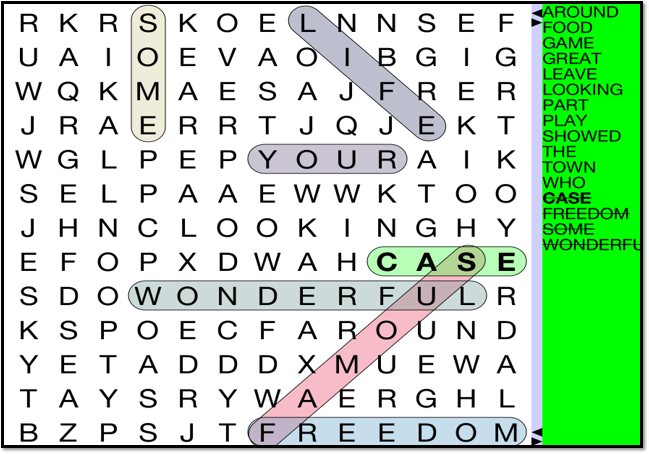 R K R S K O E L N N S E F
U A I O E V A O I B G I G
W Q K M A E S A J F R E R
J R A E R R T J Q J E K T
W G L P E P Y O U R A I K
S E L P A A E W W K T O O
J H N C L O O K I N G H Y
E F O P X D W A H C A S E
S D O W O N D E R F U L R
K S P O E C F A R O U N D
Y E T A D D D X M U E W A
T A Y S R Y W A E R G H L
B Z P S J T F R E E D O M
AROUND
FOOD
GAME
GREAT
LEAVE
LOOKING
PART
PLAY
SHOWED
THE
TOWN
WHO
CASE
FREEDOM
SOME
WONDERFU